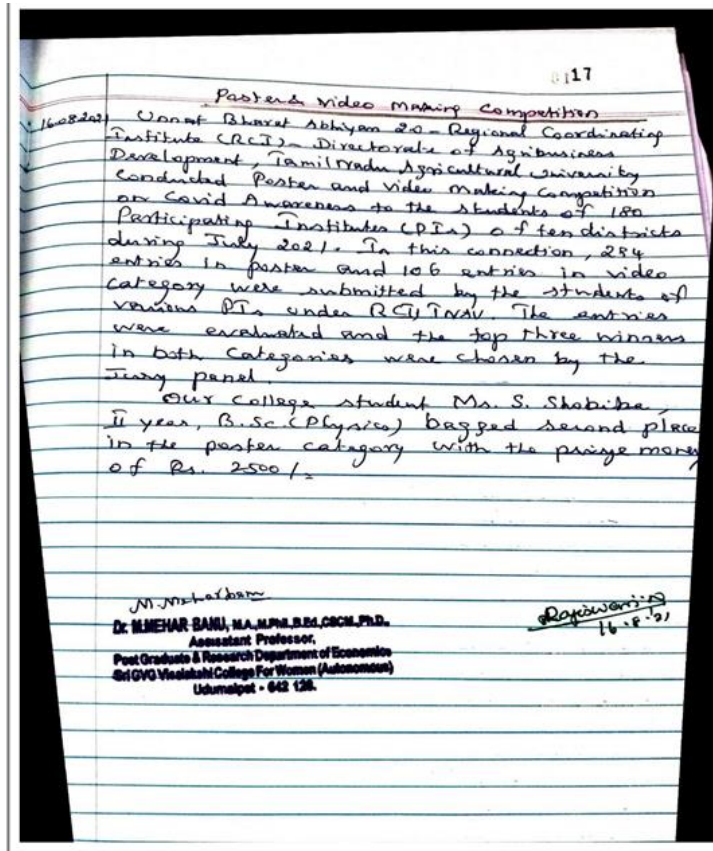 0117
Poster & Video Making Competition
16.08.2021 Unnat Bharat Abhiyan 2.0 - Regional Coordinating
Institute (RCI) - Directorate of Agribusiness
Development, Tamil Nadu Agricultural University
conducted Poster and Video Making Competition
on Covid Awareness to the students of 180
Participating Institutes (PIs) of ten districts
during July 2021. In this connection, 294
entries in poster and 106 entries in video
category were submitted by the students of
various PIs under RCI, TNAU. The entries
were evaluated and the top three winners
in both categories were chosen by the
Jury panel.
Our College student Ms. S. Shobika,
II year, B.Sc. (Physics) bagged second place
in the poster category with the prize money
of Rs. 2500/-
M. Meharbanu
Dr. M.MEHAR BANU, M.A.,M.Phil.,B.Ed.,CSCM.,Ph.D.,
Assistant Professor,
Post Graduate & Research Department of Economics
Sri GVG Visalakshi College For Women (Autonomous)
Udumalpet - 642 128.
Rajeswari. N
16.8.'21